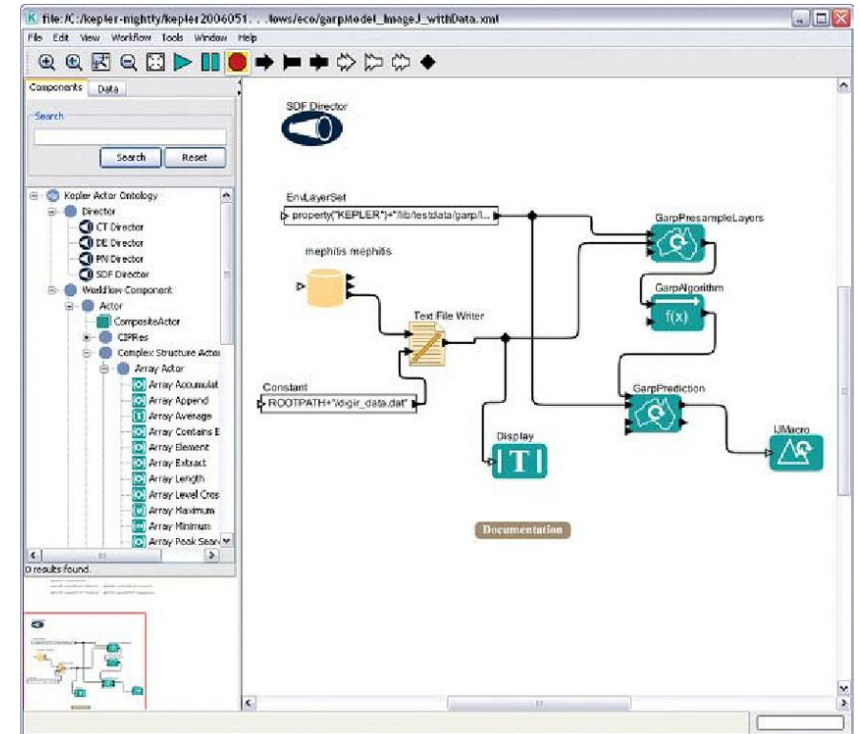 file:/C:/kepler-nightly/kepler2006051. . .lows/eco/garpModel_ImageJ_withData.xml
File Edit View Workflow Tools Window Help
Components Data
Search
Search Reset
Kepler Actor Ontology
Director
CT Director
DE Director
PN Director
SDF Director
Workflow Component
Actor
CompositeActor
CIPRes
Complex Structure Actor
Array Actor
Array Accumulat
Array Append
Array Average
Array Contains E
Array Element
Array Extract
Array Length
Array Level Cros
Array Maximum
Array Minimum
Array Peak Sear
0 results found.
SDF Director
EnvLayerSet
property("KEPLER")+"/lib/testdata/garp/l...
mephitis mephitis
Text File Writer
Constant
ROOTPATH+"/digir_data.dat"
Display
T
GarpPresampleLayers
GarpAlgorithm
f(x)
GarpPrediction
IJMacro
Documentation